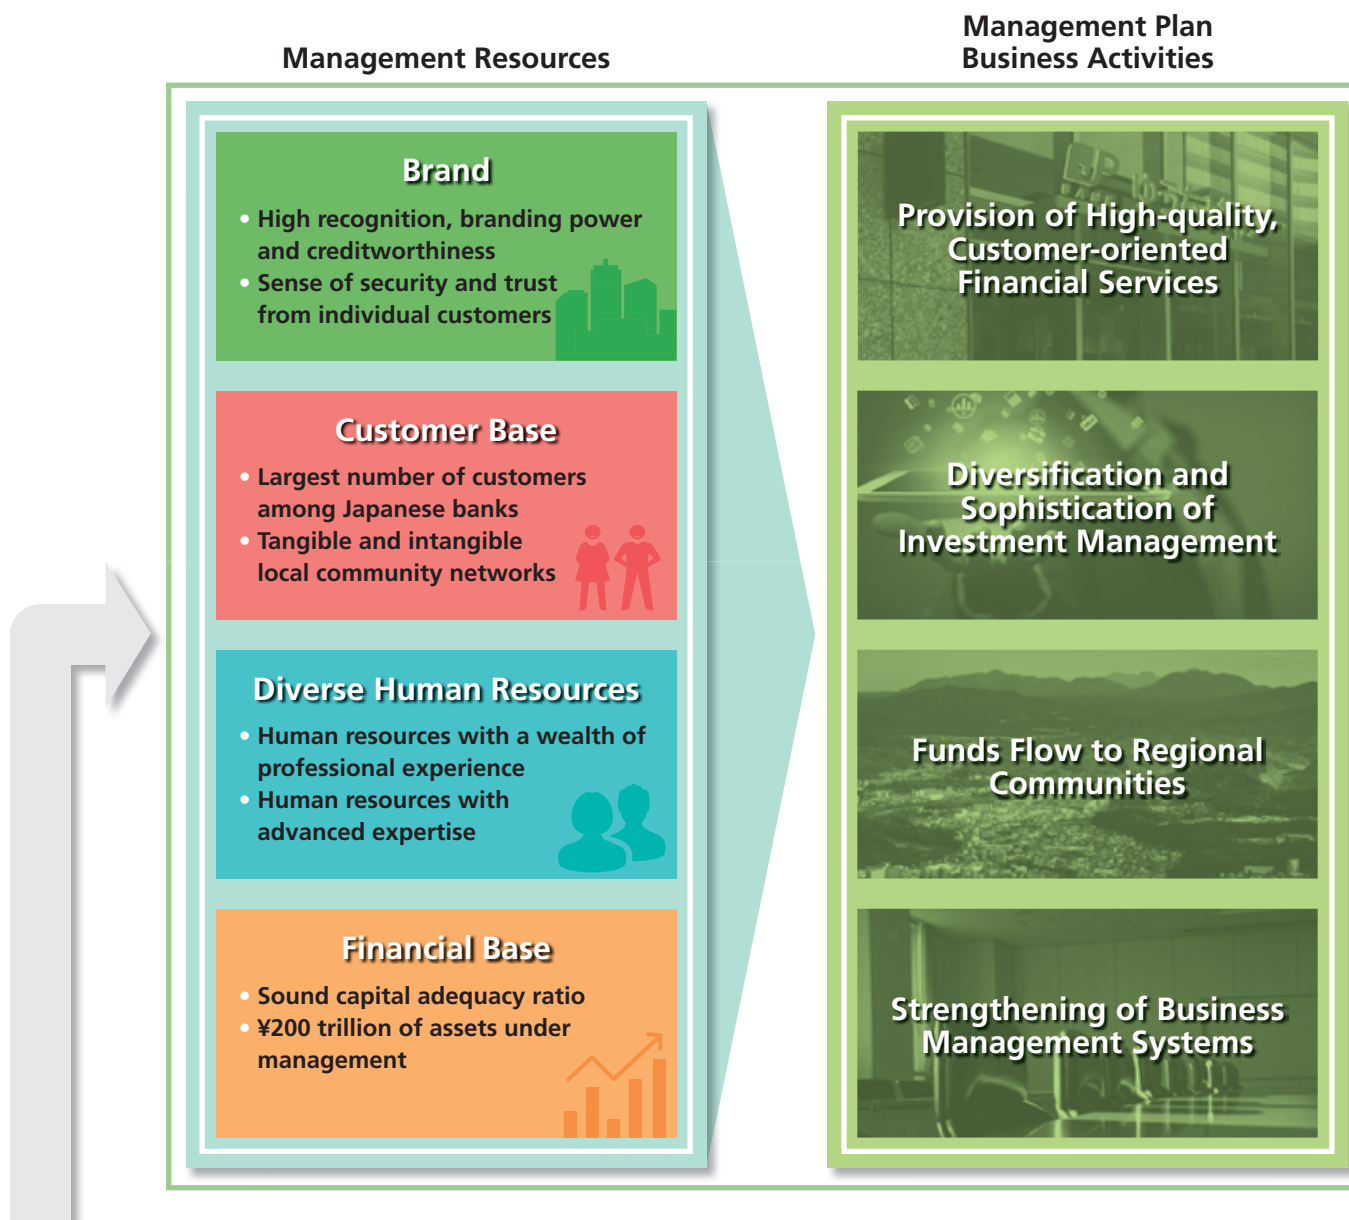 Management Resources
Brand
• High recognition, branding power
and creditworthiness
• Sense of security and trust
from individual customers
Customer Base
• Largest number of customers
among Japanese banks
• Tangible and intangible
local community networks
Diverse Human Resources
• Human resources with a wealth of
professional experience
• Human resources with
advanced expertise
Financial Base
• Sound capital adequacy ratio
• ¥200 trillion of assets under
management
Management Plan
Business Activities
Provision of High-quality,
Customer-oriented
Financial Services
Diversification and
Sophistication of
Investment Management
Funds Flow to Regional
Communities
Strengthening of Business
Management Systems